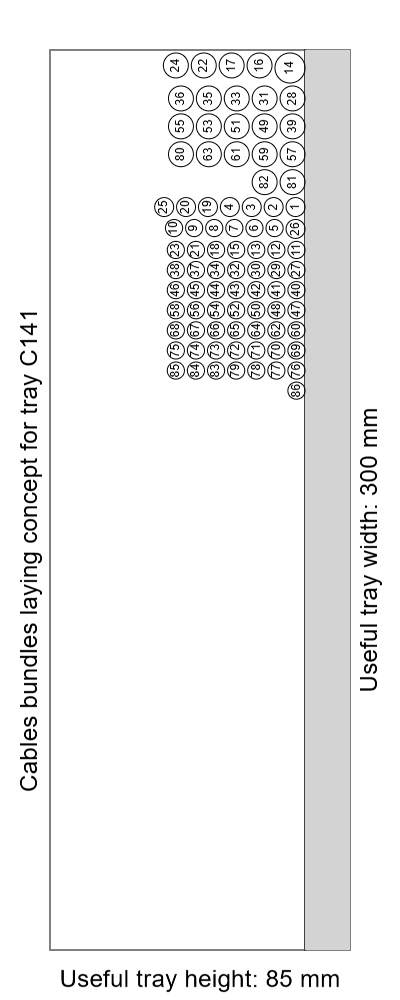 Cables bundles laying concept for tray C141
24 22 17 16 14
36 35 33 31 28
55 53 51 49 39
80 63 61 59 57
82 81
25 20 19 4 3 2 1
10 9 8 7 6 5 26
23 21 18 15 13 12 11
38 37 34 32 30 29 27
46 45 44 43 42 41 40
58 56 54 52 50 48 47
68 67 66 65 64 62 60
75 74 73 72 71 70 69
85 84 83 79 78 77 76
86
Useful tray width: 300 mm
Useful tray height: 85 mm